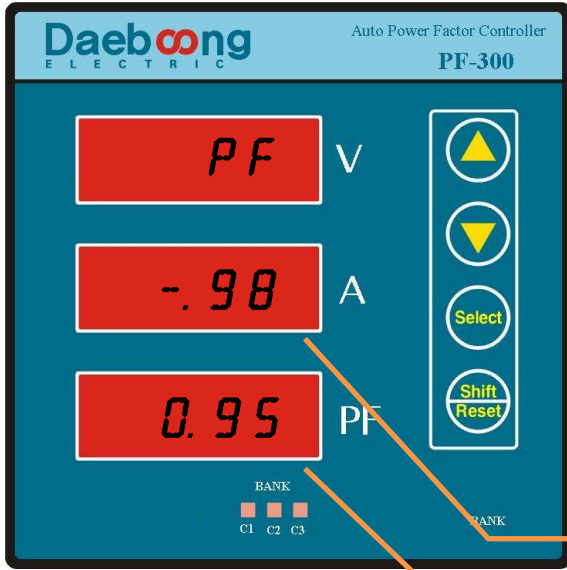 Daeboong
ELECTRIC
Auto Power Factor Controller
PF-300
PF V
-.98 A
0.95 PF
Select
Shift
Reset
BANK
C1 C2 C3
BANK